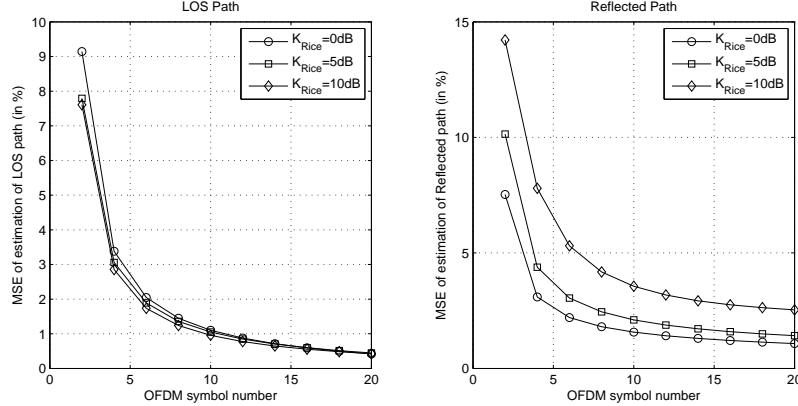 LOS Path
10
9
8
7
6
5
4
3
2
1
0
0
5
10
15
20
MSE of estimation of LOS path (in %)
OFDM symbol number
K_Rice=0dB
K_Rice=5dB
K_Rice=10dB
Reflected Path
15
10
5
0
0
5
10
15
20
MSE of estimation of Reflected path (in %)
OFDM symbol number
K_Rice=0dB
K_Rice=5dB
K_Rice=10dB